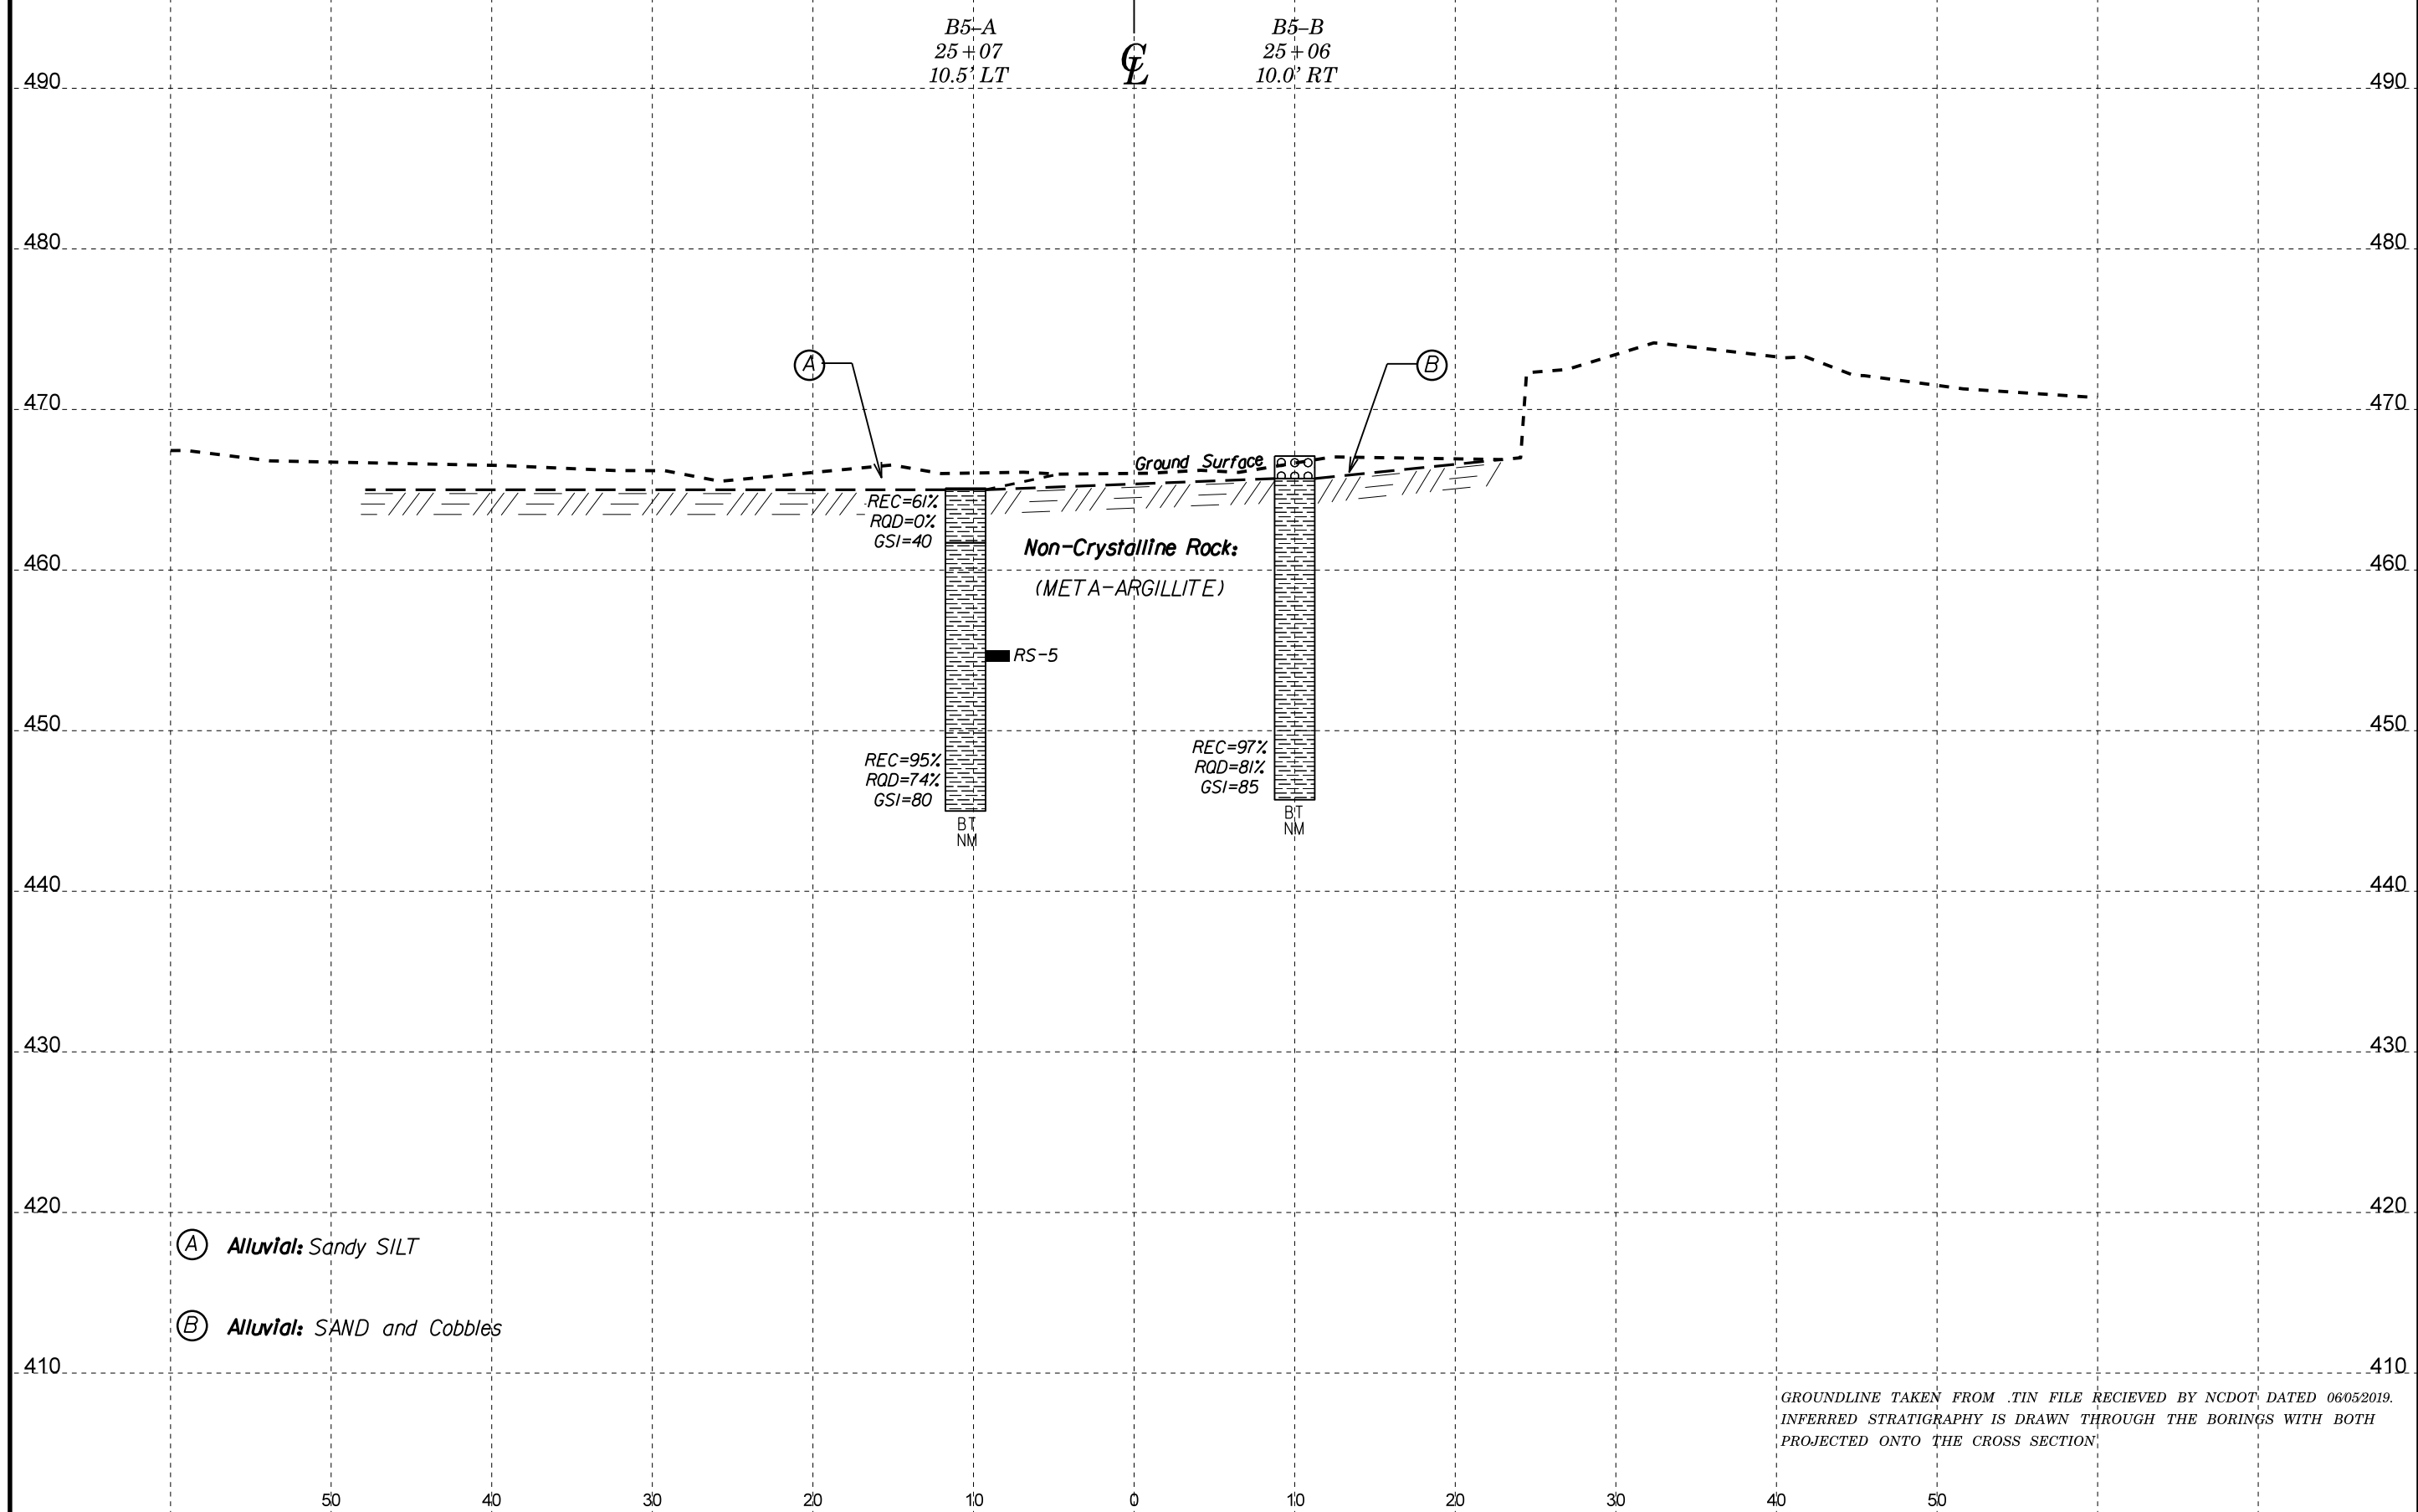 B5-A
25+07
10.5' LT
CL
B5-B
25+06
10.0' RT
490 490
480 480
A B
470 470
Ground Surface
REC=61%
RQD=0%
GSI=40
Non-Crystalline Rock:
460 460
(META-ARGILLITE)
RS-5
450 450
REC=95%
RQD=74%
GSI=80
REC=97%
RQD=81%
GSI=85
BT
NM
BT
NM
440 440
430 430
420 420
A Alluvial: Sandy SILT
B Alluvial: SAND and Cobbles
410 410
GROUNDLINE TAKEN FROM .TIN FILE RECIEVED BY NCDOT DATED 06/05/2019.
INFERRED STRATIGRAPHY IS DRAWN THROUGH THE BORINGS WITH BOTH
PROJECTED ONTO THE CROSS SECTION
50 40 30 20 10 0 10 20 30 40 50